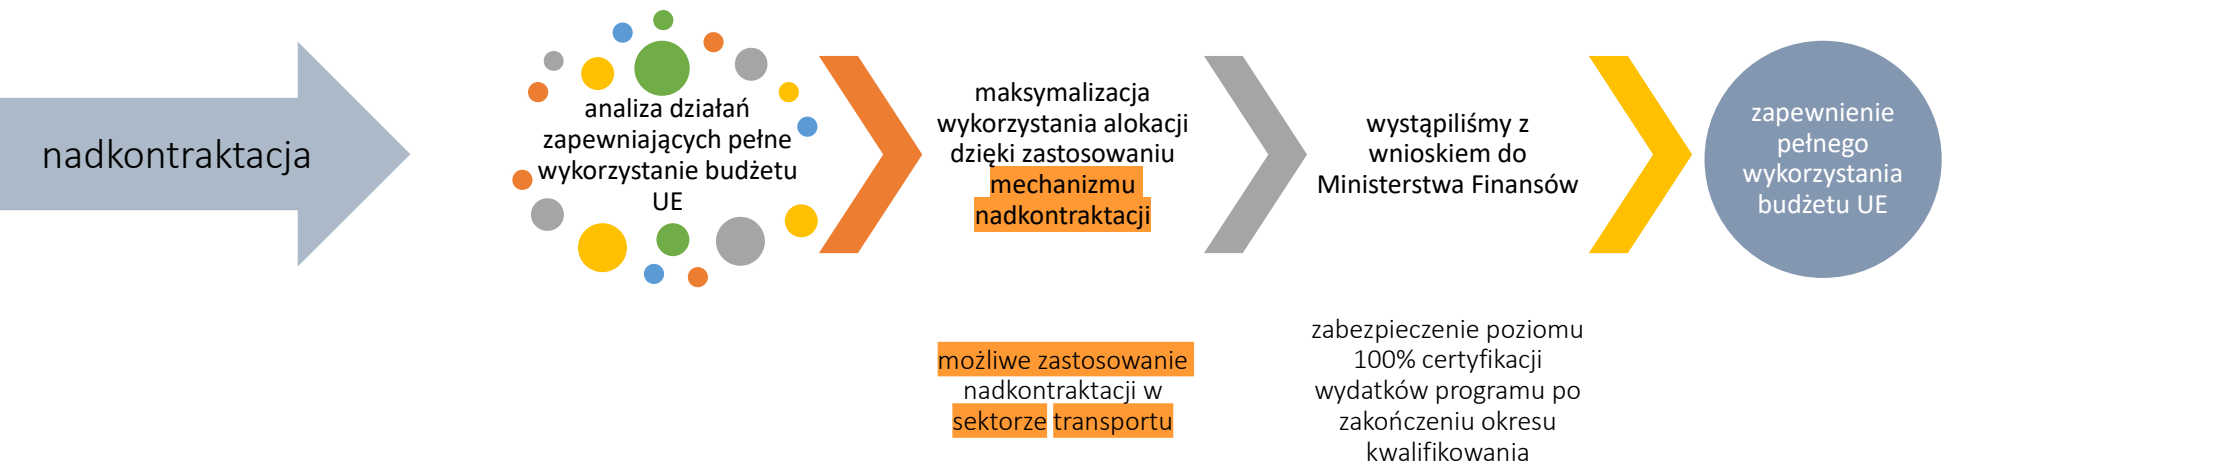 nadkontraktacja
analiza działań
zapewniających pełne
wykorzystanie budżetu
UE
maksymalizacja
wykorzystania alokacji
dzięki zastosowaniu
mechanizmu
nadkontraktacji
możliwe zastosowanie
nadkontraktacji w
sektorze transportu
wystąpiliśmy z
wnioskiem do
Ministerstwa Finansów
zabezpieczenie poziomu
100% certyfikacji
wydatków programu po
zakończeniu okresu
kwalifikowania
zapewnienie
pełnego
wykorzystania
budżetu UE